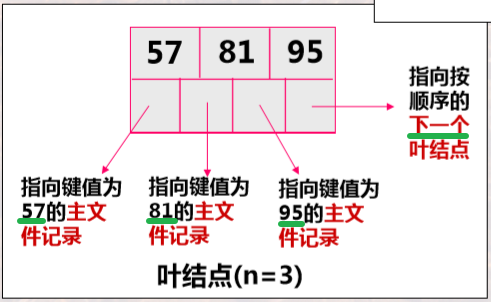 57 81 95
指向按
顺序的
下一个
叶结点
指向键值为
57的主文
件记录
指向键值为
81的主文
件记录
指向键值为
95的主文
件记录
叶结点(n=3)